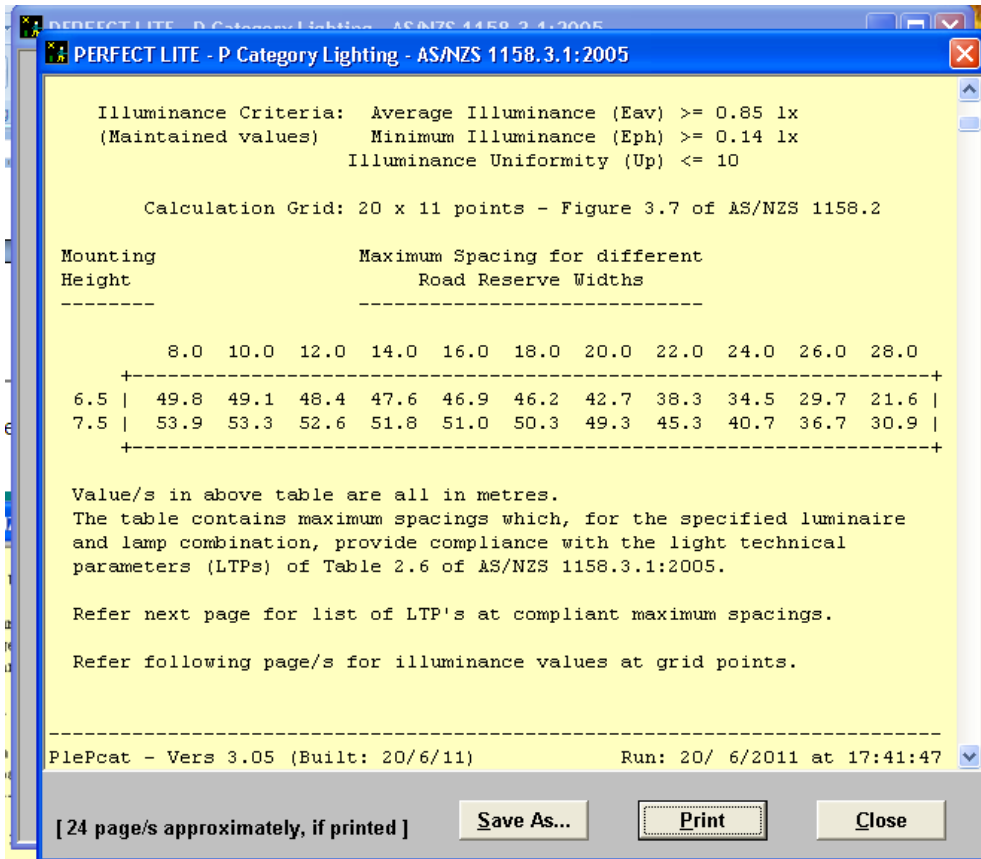 PERFECT LITE - P Category Lighting - AS/NZS 1158.3.1:2005
PERFECT LITE - P Category Lighting - AS/NZS 1158.3.1:2005
Illuminance Criteria: Average Illuminance (Eav) >= 0.85 lx
(Maintained values) Minimum Illuminance (Eph) >= 0.14 lx
Illuminance Uniformity (Up) <= 10
Calculation Grid: 20 x 11 points - Figure 3.7 of AS/NZS 1158.2
Mounting Maximum Spacing for different
Height Road Reserve Widths
-------- -----------------------------
8.0 10.0 12.0 14.0 16.0 18.0 20.0 22.0 24.0 26.0 28.0
+--------------------------------------------------------------------+
6.5 | 49.8 49.1 48.4 47.6 46.9 46.2 42.7 38.3 34.5 29.7 21.6 |
7.5 | 53.9 53.3 52.6 51.8 51.0 50.3 49.3 45.3 40.7 36.7 30.9 |
+--------------------------------------------------------------------+
Value/s in above table are all in metres.
The table contains maximum spacings which, for the specified luminaire
and lamp combination, provide compliance with the light technical
parameters (LTPs) of Table 2.6 of AS/NZS 1158.3.1:2005.
Refer next page for list of LTP's at compliant maximum spacings.
Refer following page/s for illuminance values at grid points.
---------------------------------------------------------------------------
PlePcat - Vers 3.05 (Built: 20/6/11) Run: 20/ 6/2011 at 17:41:47
[ 24 page/s approximately, if printed ] Save As... Print Close